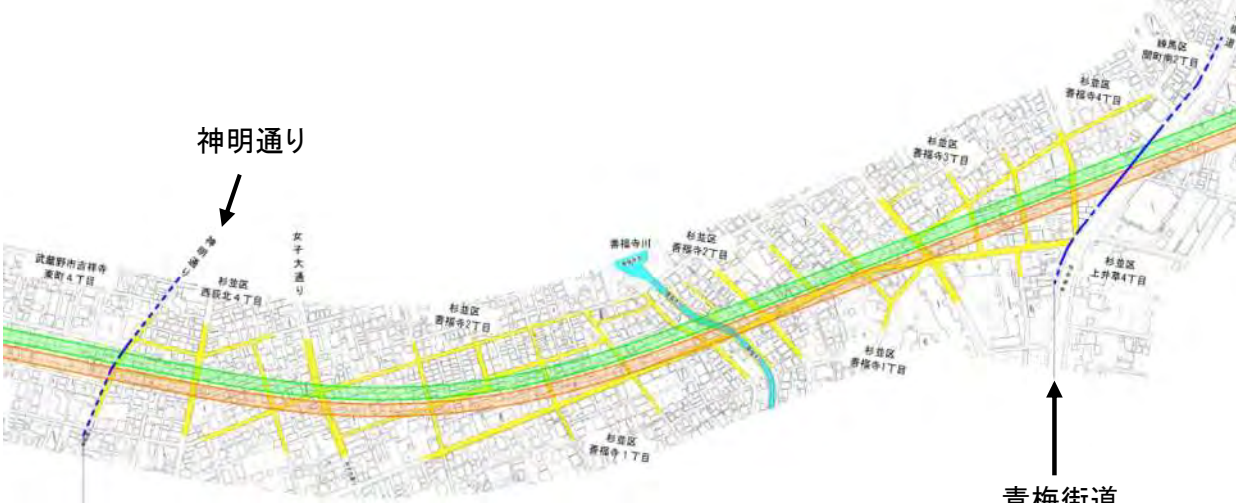 神明通り
神明通り
武蔵野市吉祥寺
東町4丁目
杉並区
西荻北4丁目
女子大通り
杉並区
善福寺2丁目
善福寺川
杉並区
善福寺2丁目
杉並区
善福寺3丁目
杉並区
善福寺4丁目
練馬区
関町南2丁目
杉並区
上井草4丁目
杉並区
善福寺1丁目
杉並区
善福寺1丁目
青梅街道